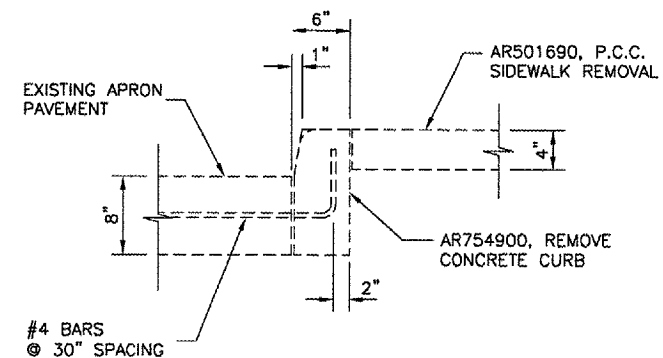 6"
1"
AR501690, P.C.C.
SIDEWALK REMOVAL
EXISTING APRON
PAVEMENT
4"
8"
AR754900, REMOVE
CONCRETE CURB
2"
#4 BARS
@ 30" SPACING